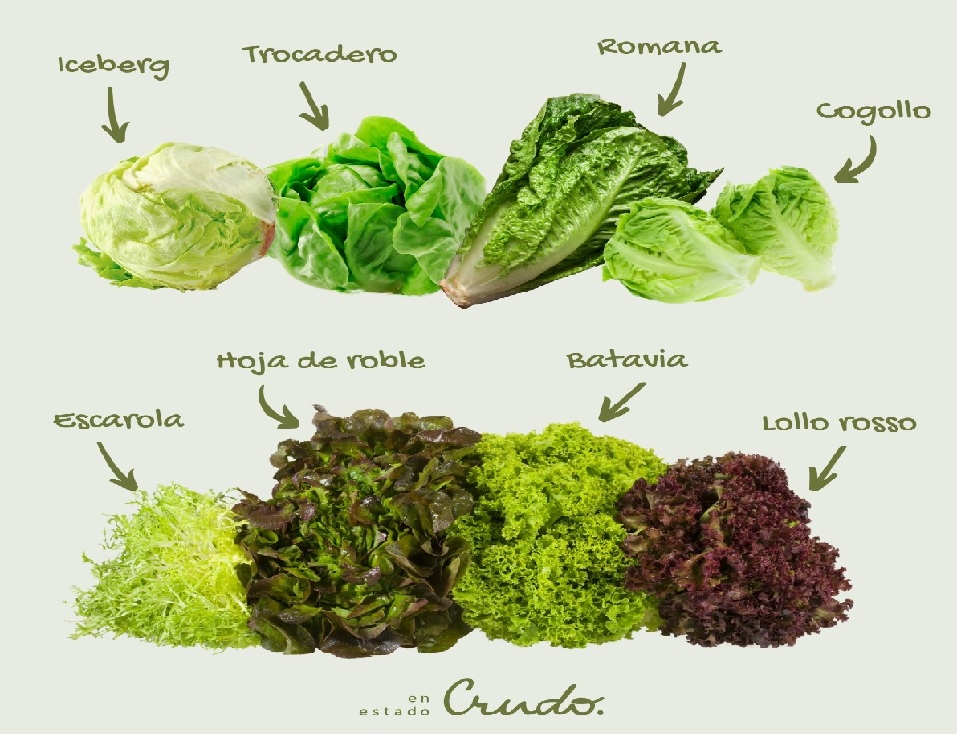 Iceberg
Trocadero
Romana
Cogollo
Hoja de roble
Batavia
Escarola
Lollo rosso
en
estado
Crudo.